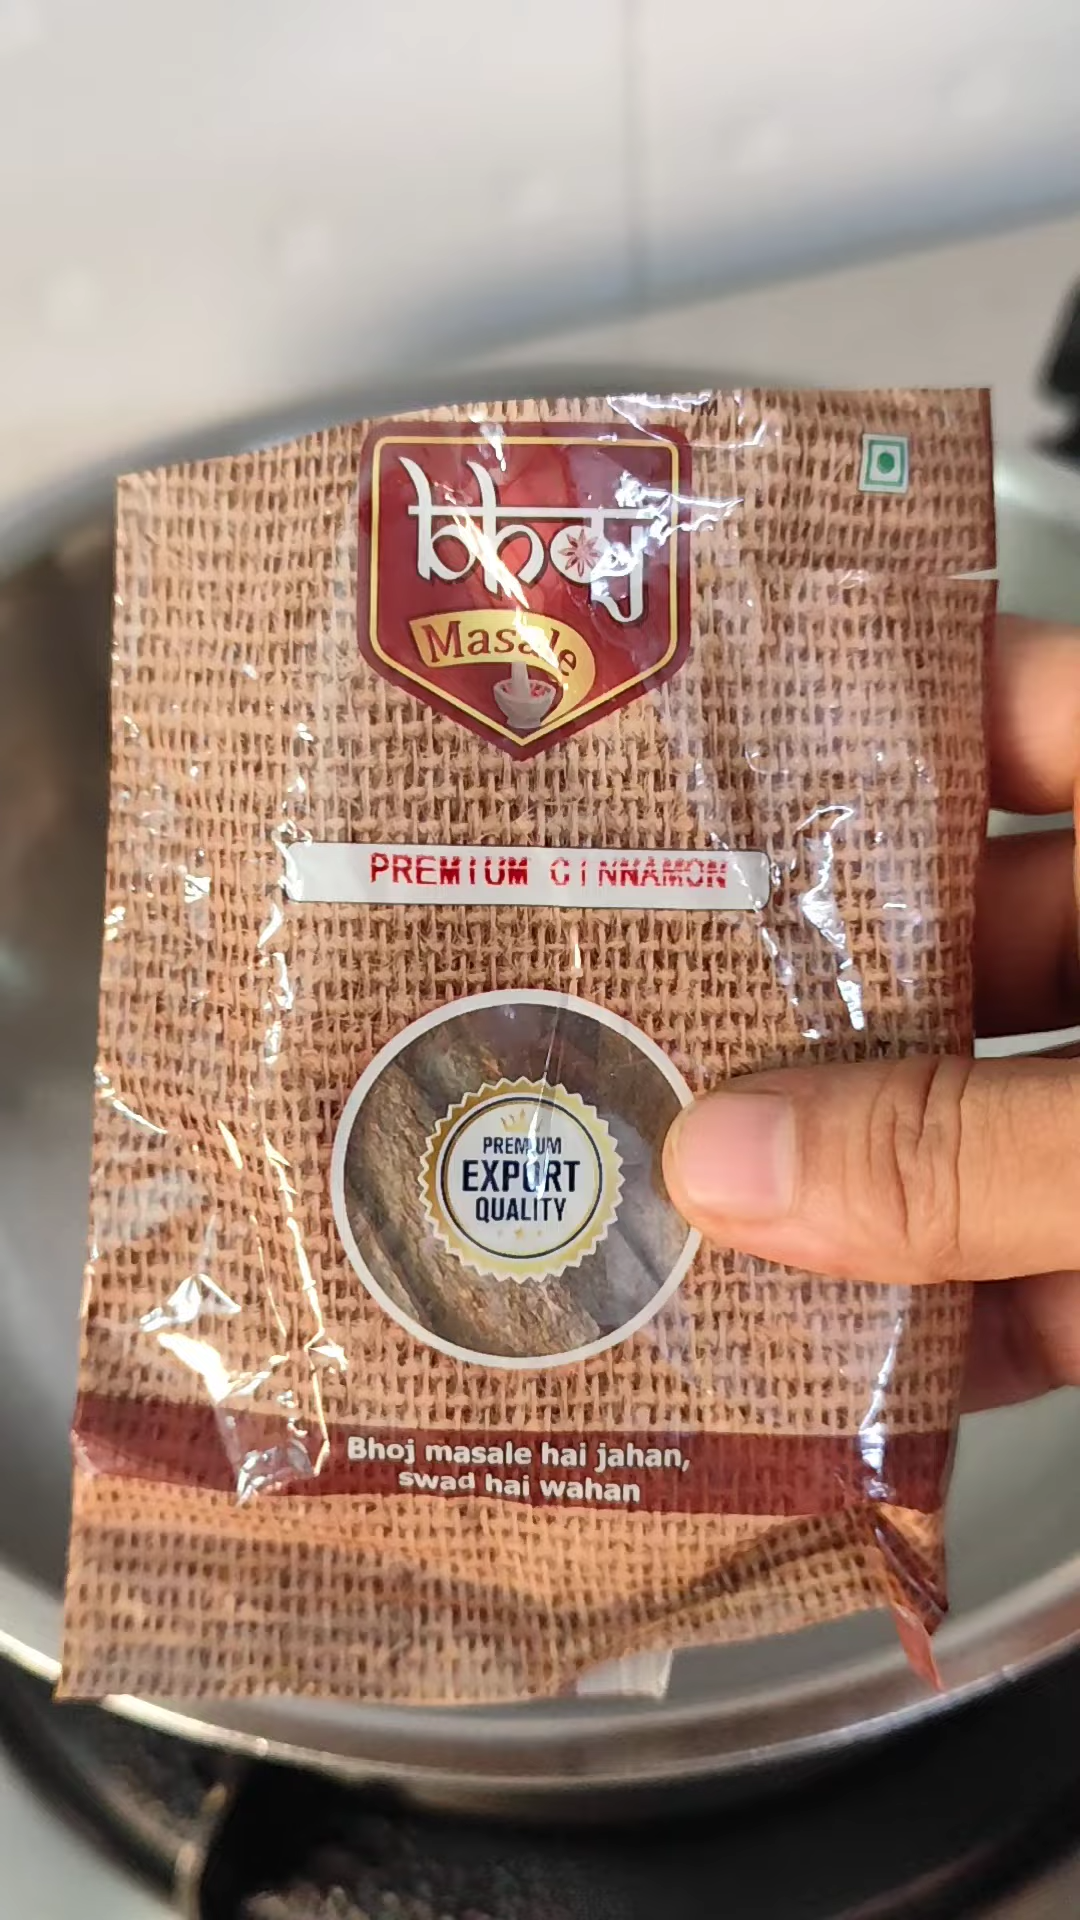 TM
bhoj
Masale
PREMIUM CINNAMON
PREMIUM
EXPORT
QUALITY
Bhoj masale hai jahan,
swad hai wahan